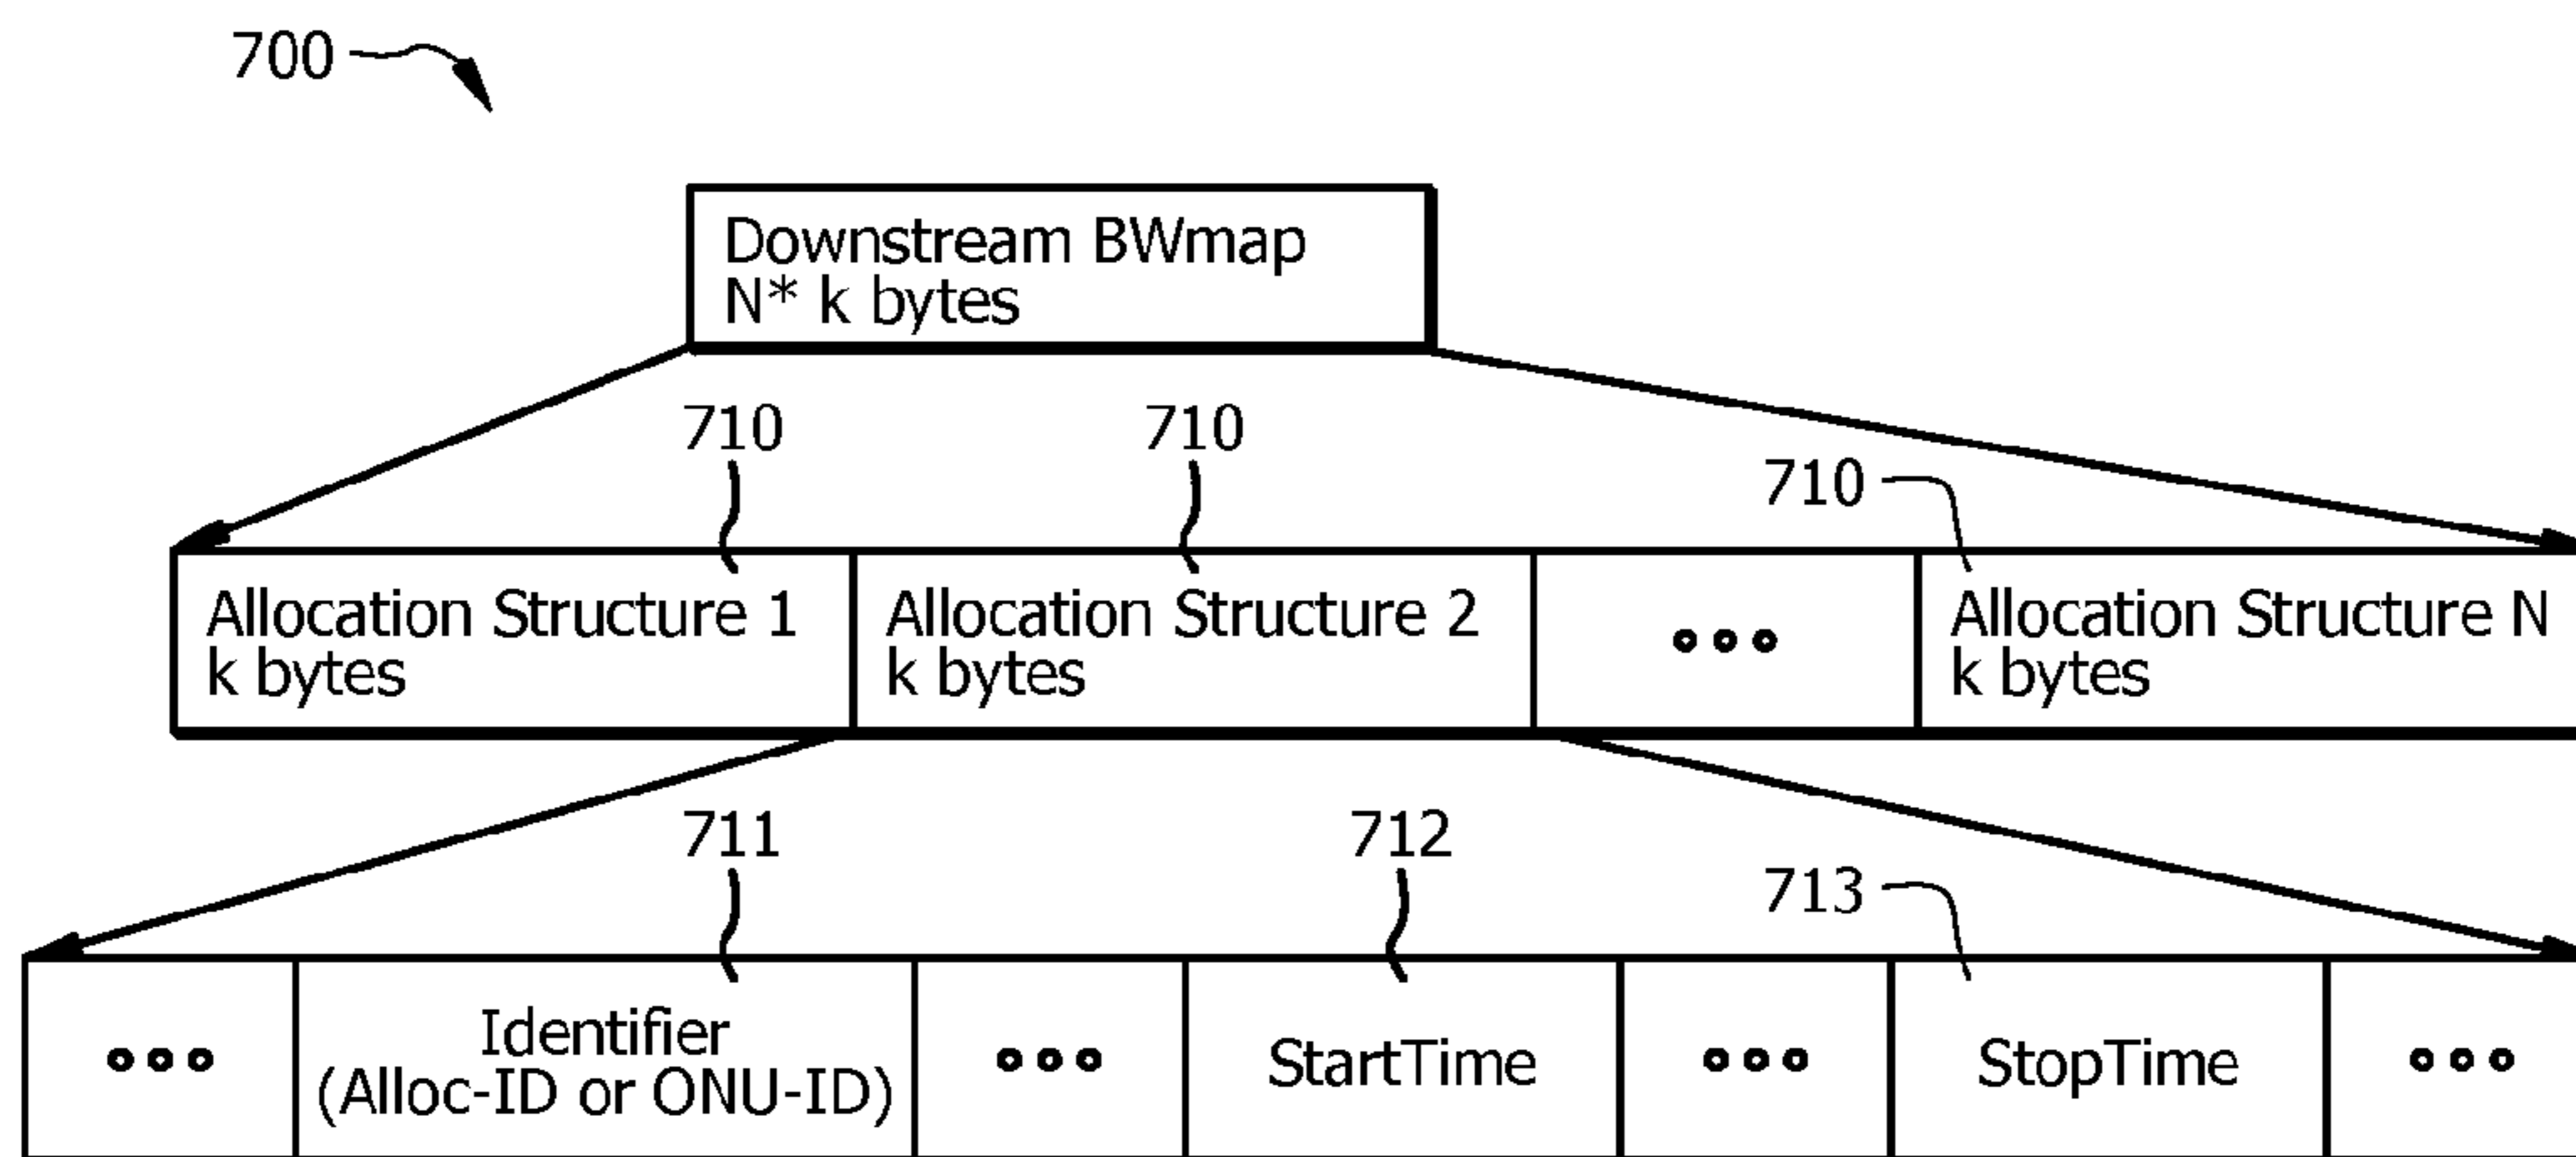 700
Downstream BWmap
N* k bytes
710
710
710
Allocation Structure 1
k bytes
Allocation Structure 2
k bytes
Allocation Structure N
k bytes
711
712
713
Identifier
(Alloc-ID or ONU-ID)
StartTime
StopTime